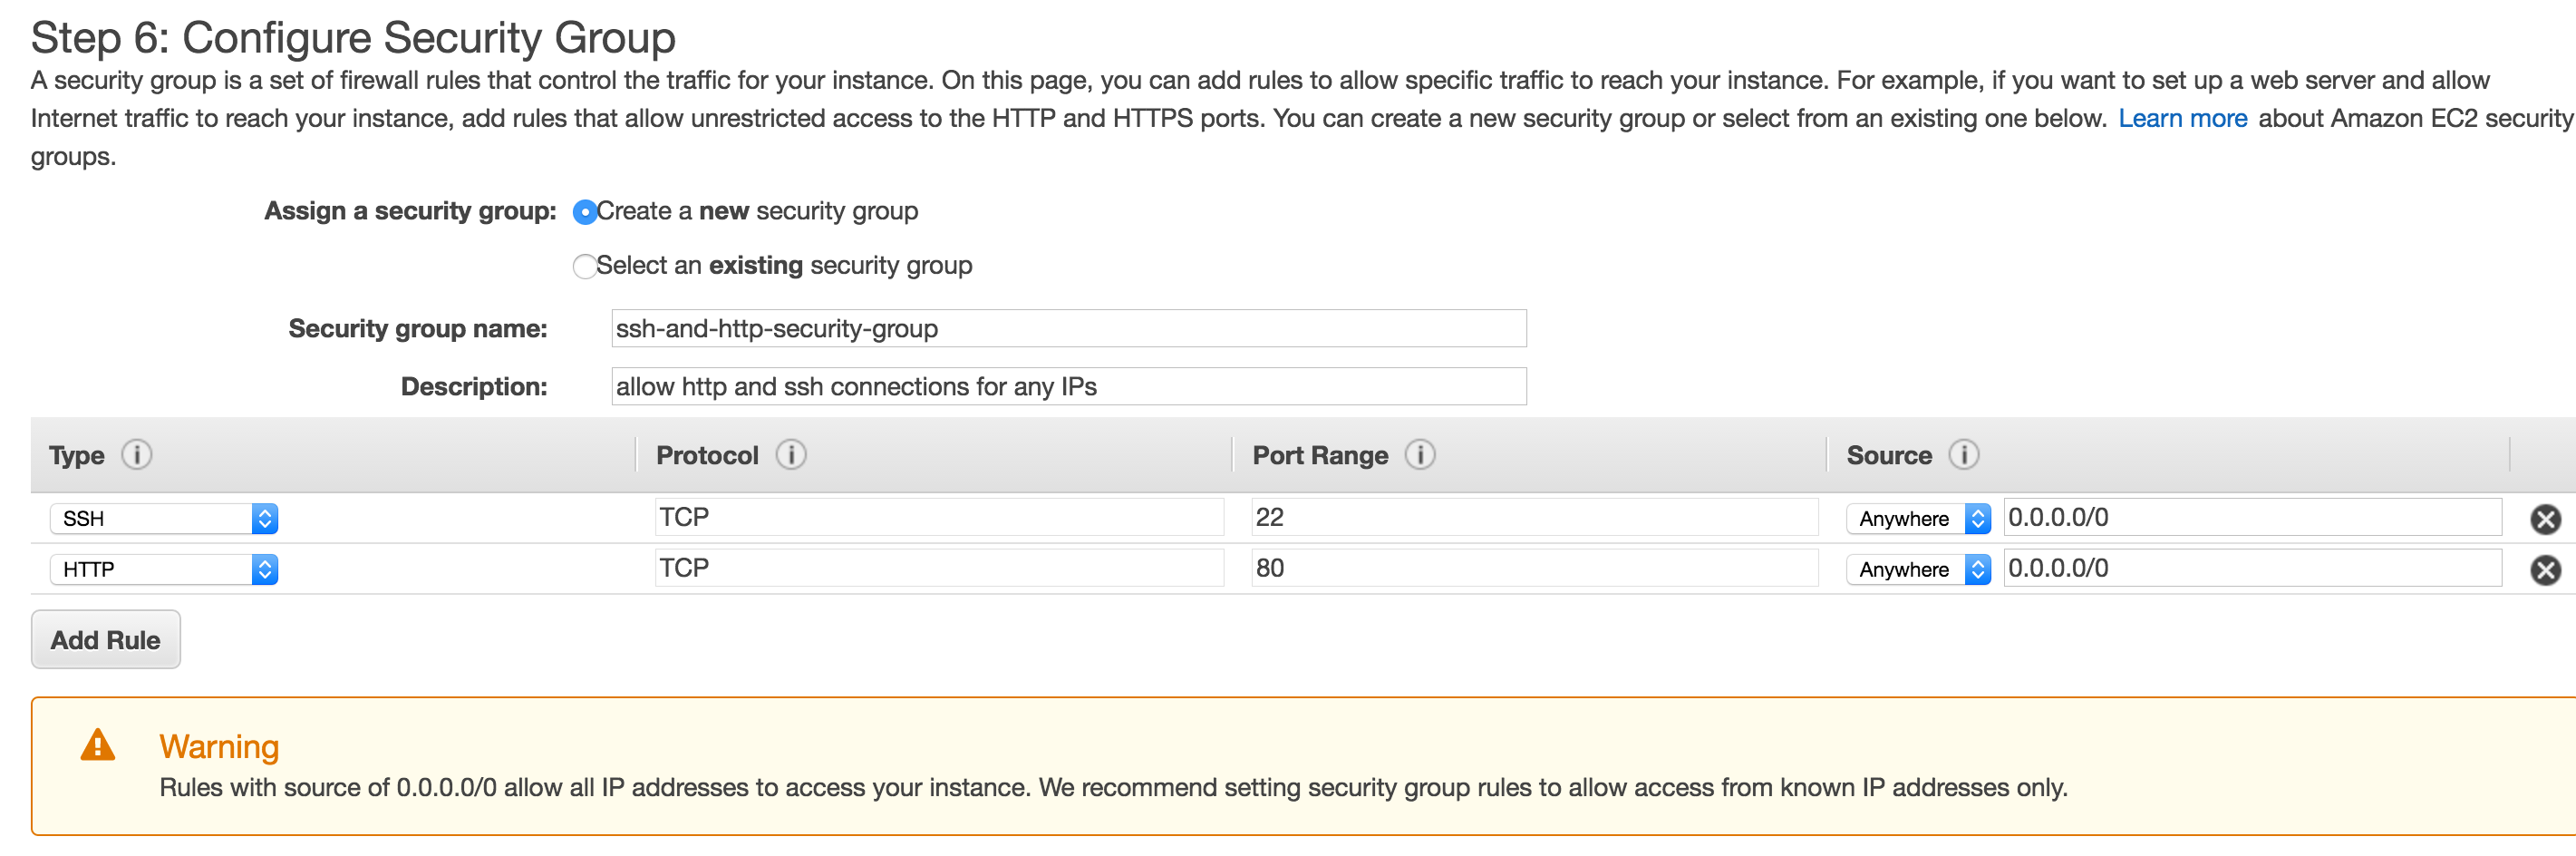 Step 6: Configure Security Group
A security group is a set of firewall rules that control the traffic for your instance. On this page, you can add rules to allow specific traffic to reach your instance. For example, if you want to set up a web server and allow
Internet traffic to reach your instance, add rules that allow unrestricted access to the HTTP and HTTPS ports. You can create a new security group or select from an existing one below. Learn more about Amazon EC2 security
groups.
Assign a security group: Create a new security group
Select an existing security group
Security group name: ssh-and-http-security-group
Description: allow http and ssh connections for any IPs
Type Protocol Port Range Source
SSH TCP 22 Anywhere 0.0.0.0/0
HTTP TCP 80 Anywhere 0.0.0.0/0
Add Rule
Warning
Rules with source of 0.0.0.0/0 allow all IP addresses to access your instance. We recommend setting security group rules to allow access from known IP addresses only.